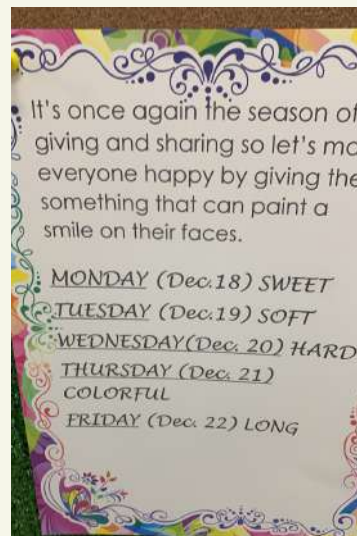 It's once again the season of
giving and sharing so let's
everyone happy by giving
something that can paint a
smile on their faces.
MONDAY (Dec.18) SWEET
TUESDAY (Dec.19) SOFT
WEDNESDAY(Dec. 20) HARD
THURSDAY (Dec. 21)
COLORFUL
FRIDAY (Dec. 22) LONG